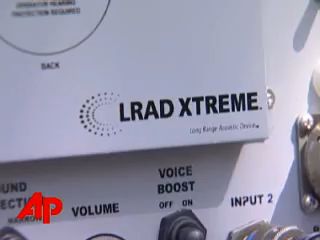 OPERATOR HEARING
PROTECTION REQUIRED
BACK
LRAD XTREME
Long Range Acoustic Device
VOICE
BOOST
OFF ON
VOLUME
INPUT 2
NARROW
AP